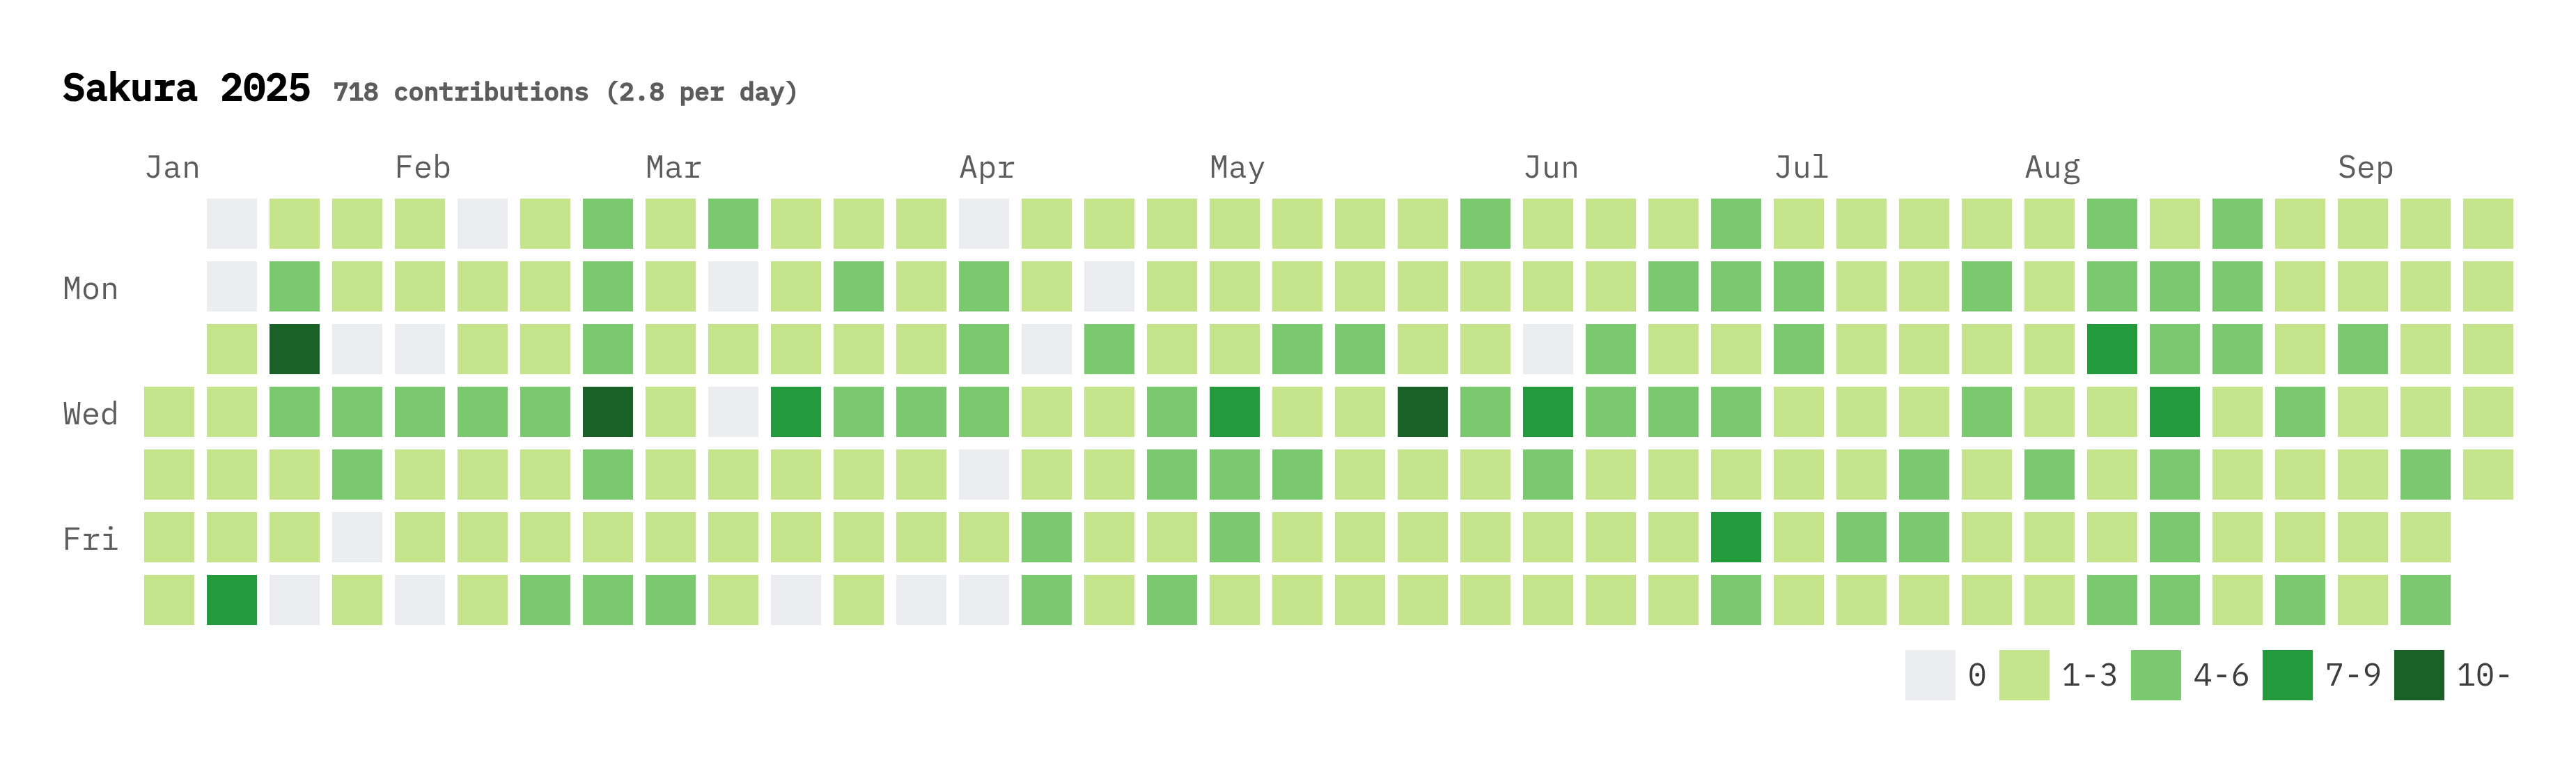 Sakura 2025 718 contributions (2.8 per day)
Jan Feb Mar Apr May Jun Jul Aug Sep
Mon
Wed
Fri
0 1-3 4-6 7-9 10-